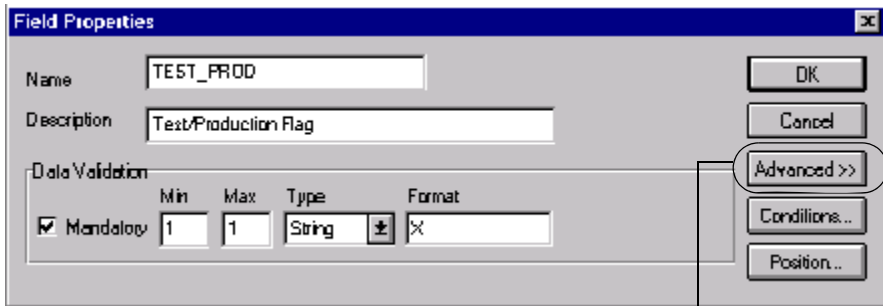 Field Properties
Name TEST_PROD
OK
Description Text/Production Flag
Cancel
Data Validation
Advanced >>
Min Max Type Format
Mandatory 1 1 String X
Conditions...
Position...